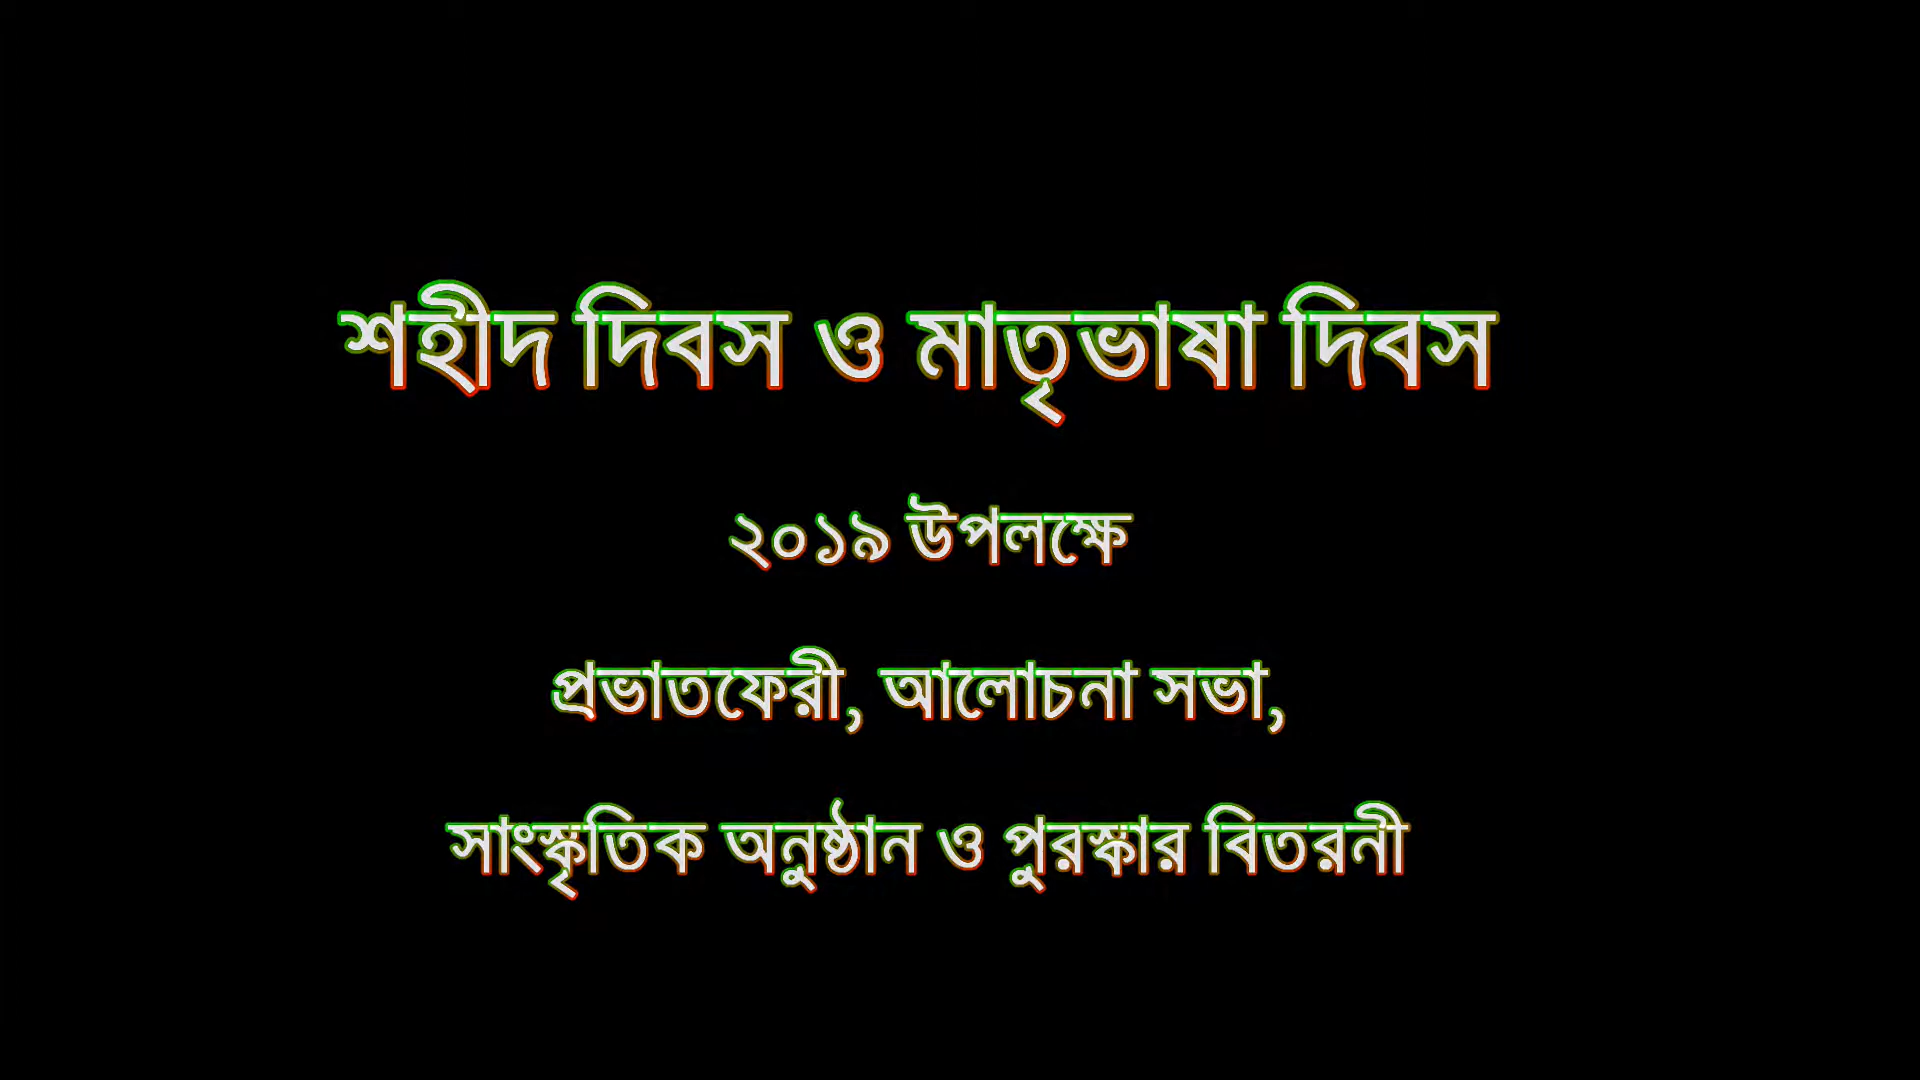 শহীদ দিবস ও মাতৃভাষা দিবস
২০১৯ উপলক্ষে
প্রভাতফেরী, আলোচনা সভা,
সাংস্কৃতিক অনুষ্ঠান ও পুরস্কার বিতরনী